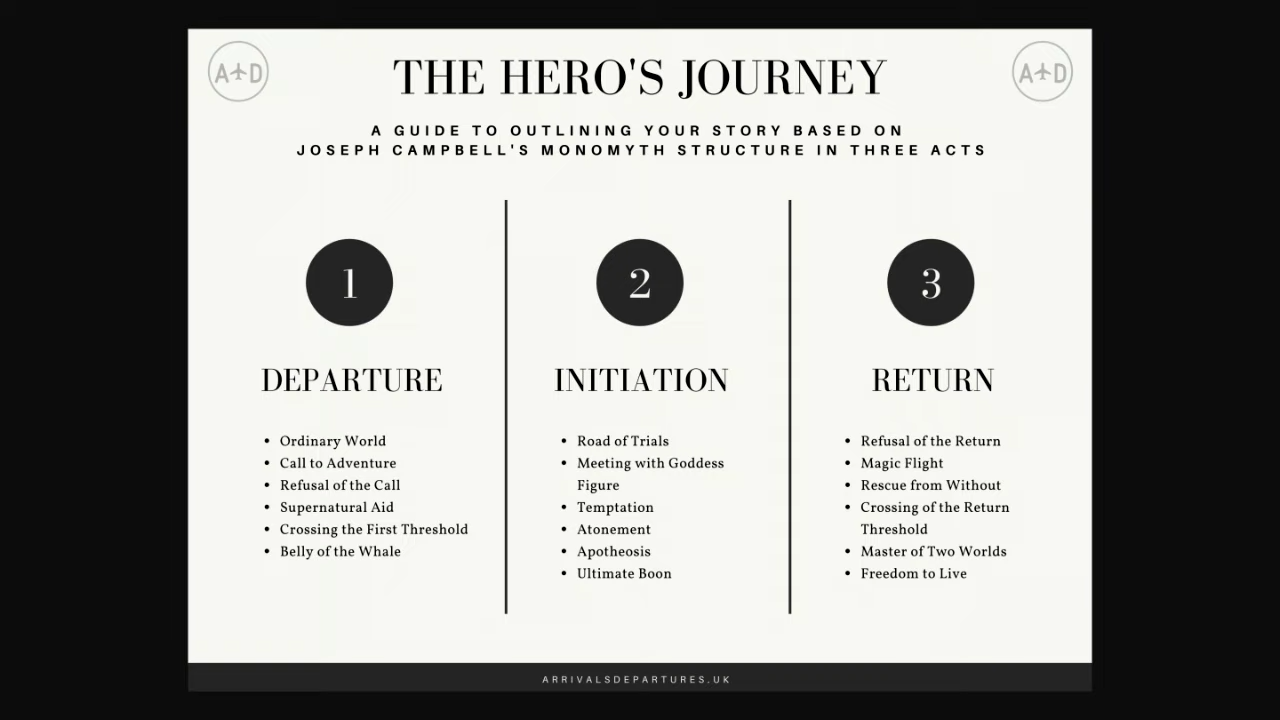 A D
THE HERO'S JOURNEY
A D
A GUIDE TO OUTLINING YOUR STORY BASED ON
JOSEPH CAMPBELL'S MONOMYTH STRUCTURE IN THREE ACTS
1
DEPARTURE
• Ordinary World
• Call to Adventure
• Refusal of the Call
• Supernatural Aid
• Crossing the First Threshold
• Belly of the Whale
2
INITIATION
• Road of Trials
• Meeting with Goddess
Figure
• Temptation
• Atonement
• Apotheosis
• Ultimate Boon
3
RETURN
• Refusal of the Return
• Magic Flight
• Rescue from Without
• Crossing of the Return
Threshold
• Master of Two Worlds
• Freedom to Live
ARRIVALSDEPARTURES.UK